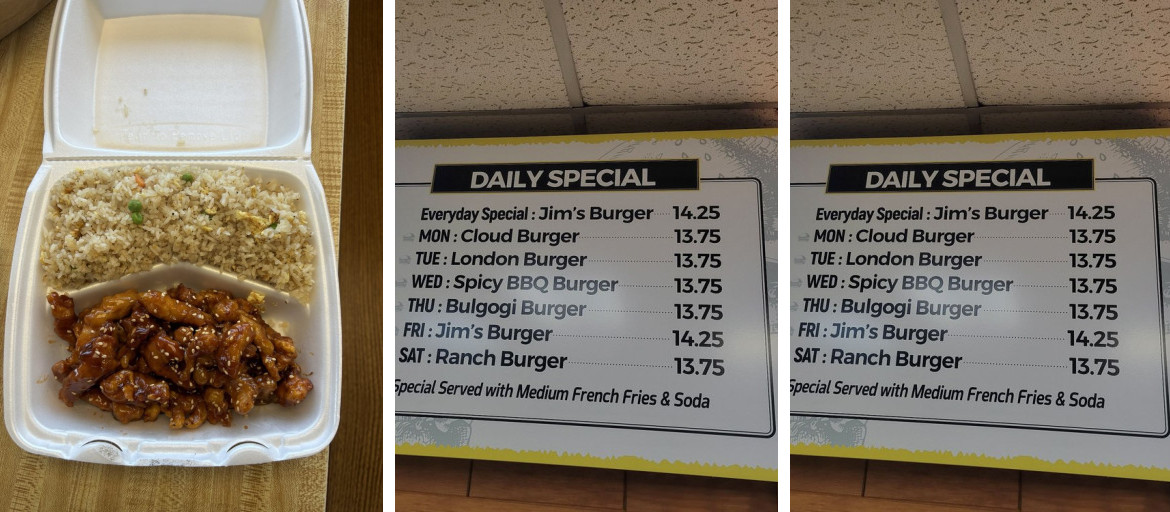 DAILY SPECIAL
Everyday Special : Jim's Burger 14.25
MON : Cloud Burger 13.75
TUE : London Burger 13.75
WED : Spicy BBQ Burger 13.75
THU : Bulgogi Burger 13.75
FRI : Jim's Burger 14.25
SAT : Ranch Burger 13.75
Special Served with Medium French Fries & Soda
DAILY SPECIAL
Everyday Special : Jim's Burger 14.25
MON : Cloud Burger 13.75
TUE : London Burger 13.75
WED : Spicy BBQ Burger 13.75
THU : Bulgogi Burger 13.75
FRI : Jim's Burger 14.25
SAT : Ranch Burger 13.75
Special Served with Medium French Fries & Soda